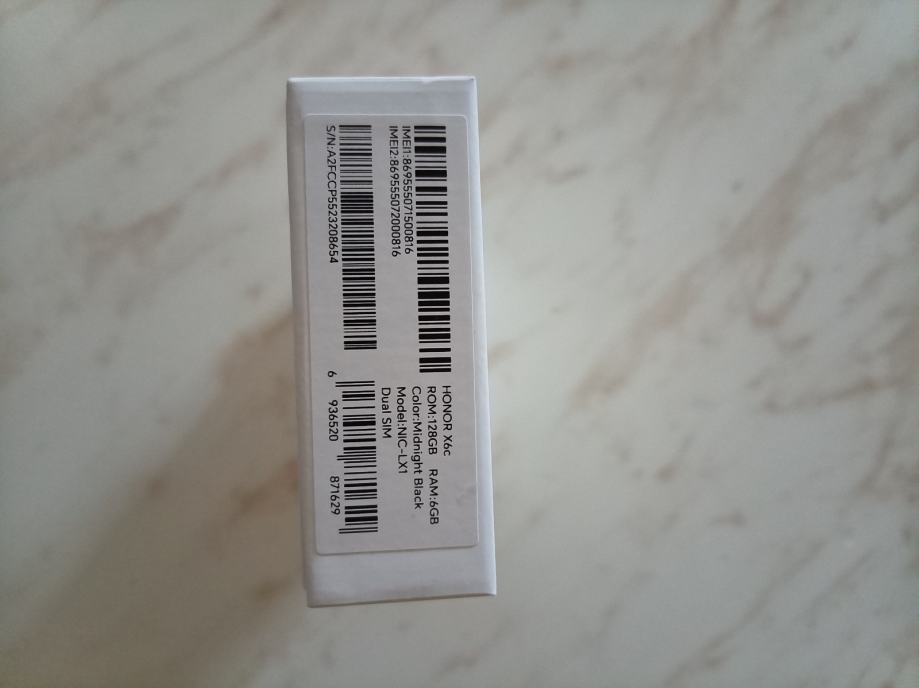 HONOR X6c
ROM:128GB RAM:6GB
Color:Midnight Black
Model:NIC-LX1
Dual SIM
IMEI1:869555071500816
IMEI2:869555072000816
S/N:A2FCCP5523208654
6 936520 871629